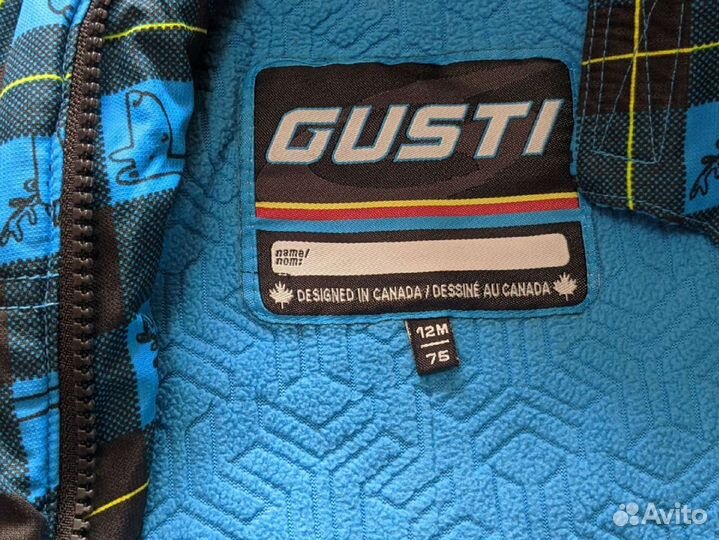 GUSTI
name/
nom:
DESIGNED IN CANADA / DESSINÉ AU CANADA
12M
75
Avito